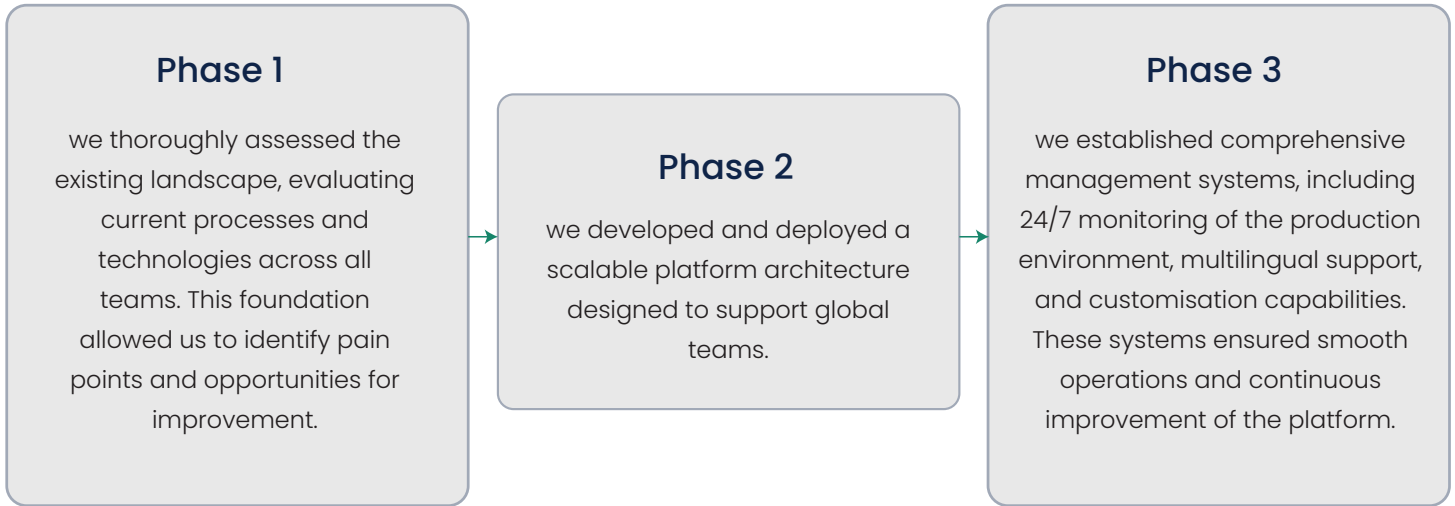 Phase 1
we thoroughly assessed the
existing landscape, evaluating
current processes and
technologies across all
teams. This foundation
allowed us to identify pain
points and opportunities for
improvement.
Phase 2
we developed and deployed a
scalable platform architecture
designed to support global
teams.
Phase 3
we established comprehensive
management systems, including
24/7 monitoring of the production
environment, multilingual support,
and customisation capabilities.
These systems ensured smooth
operations and continuous
improvement of the platform.